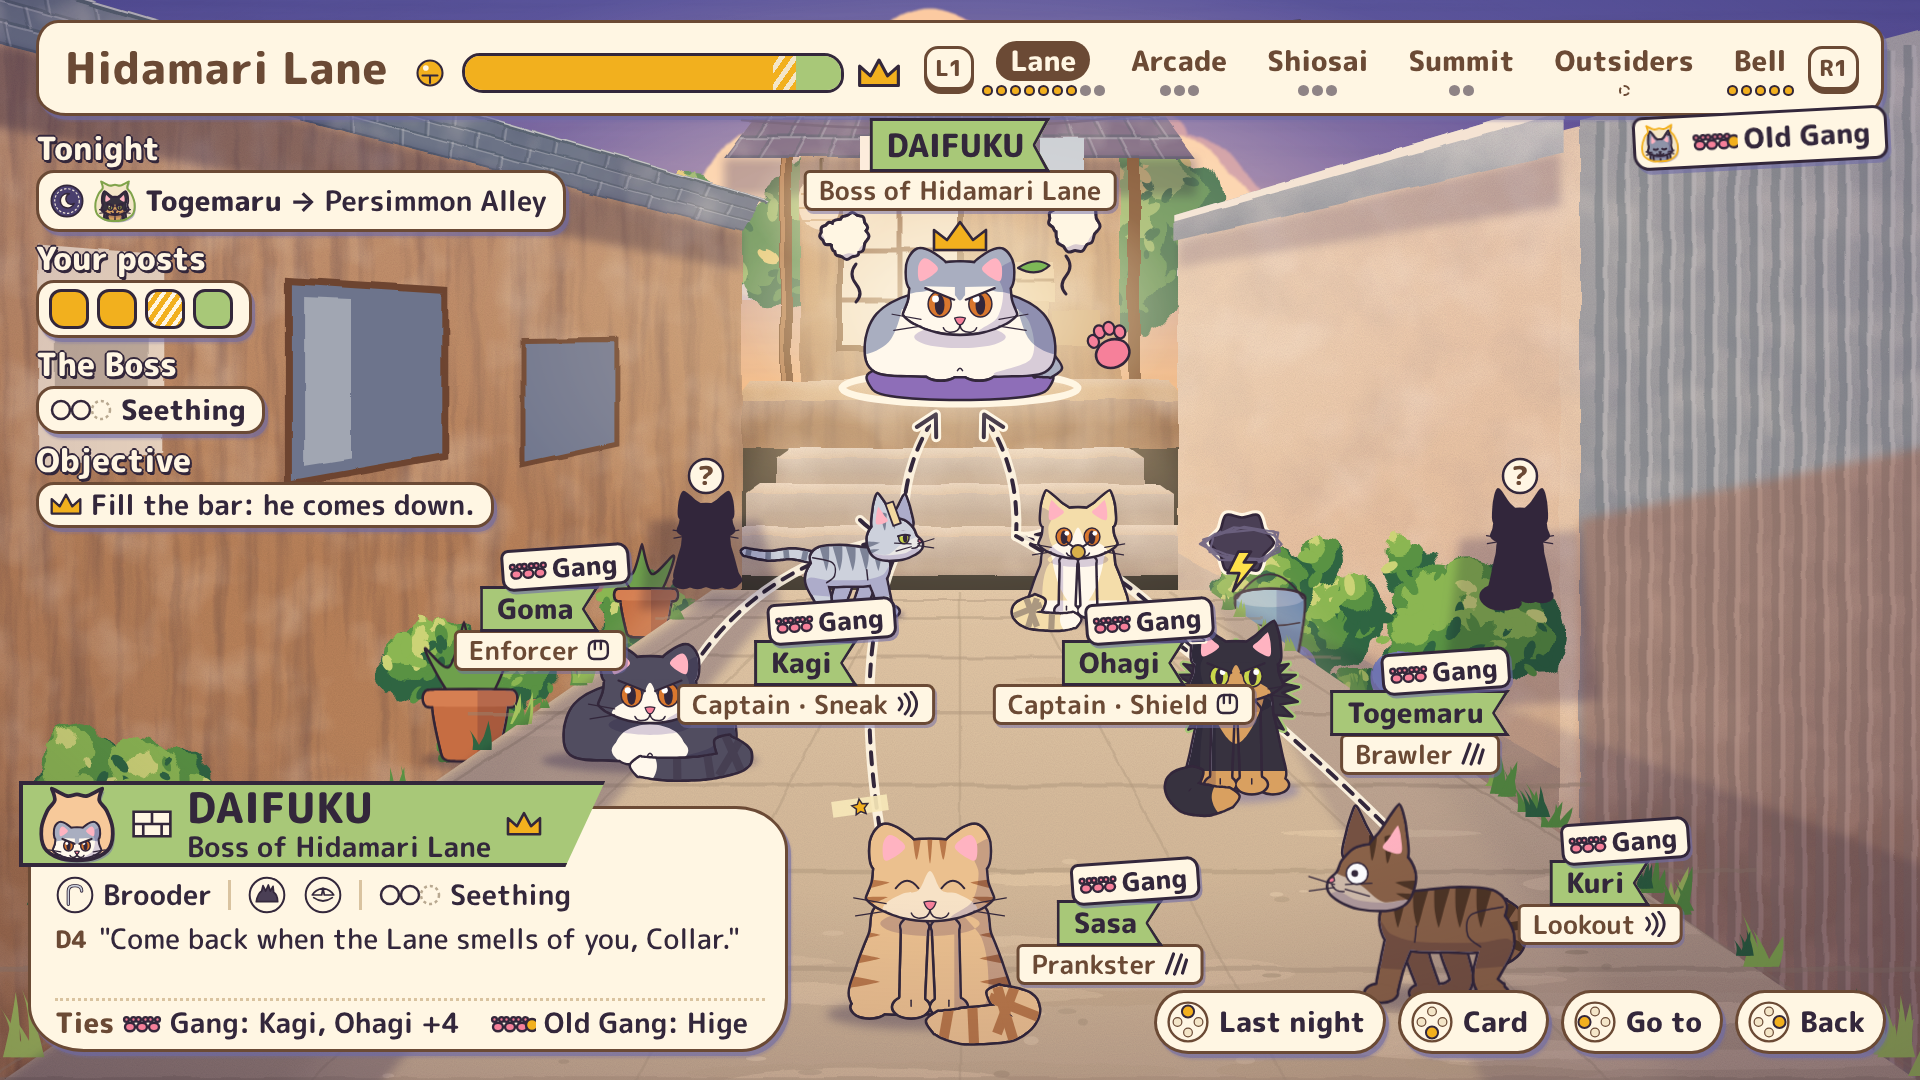 Hidamari Lane
L1
Lane
Arcade
Shiosai
Summit
Outsiders
Bell
R1
Old Gang
Tonight
Togemaru → Persimmon Alley
Your posts
The Boss
Seething
Objective
Fill the bar: he comes down.
DAIFUKU
Boss of Hidamari Lane
?
?
Gang
Goma
Enforcer
Gang
Kagi
Captain · Sneak
Gang
Ohagi
Captain · Shield
Gang
Togemaru
Brawler
Gang
Sasa
Prankster
Gang
Kuri
Lookout
DAIFUKU
Boss of Hidamari Lane
Brooder
Seething
D4 "Come back when the Lane smells of you, Collar."
Ties Gang: Kagi, Ohagi +4 Old Gang: Hige
Last night
Card
Go to
Back